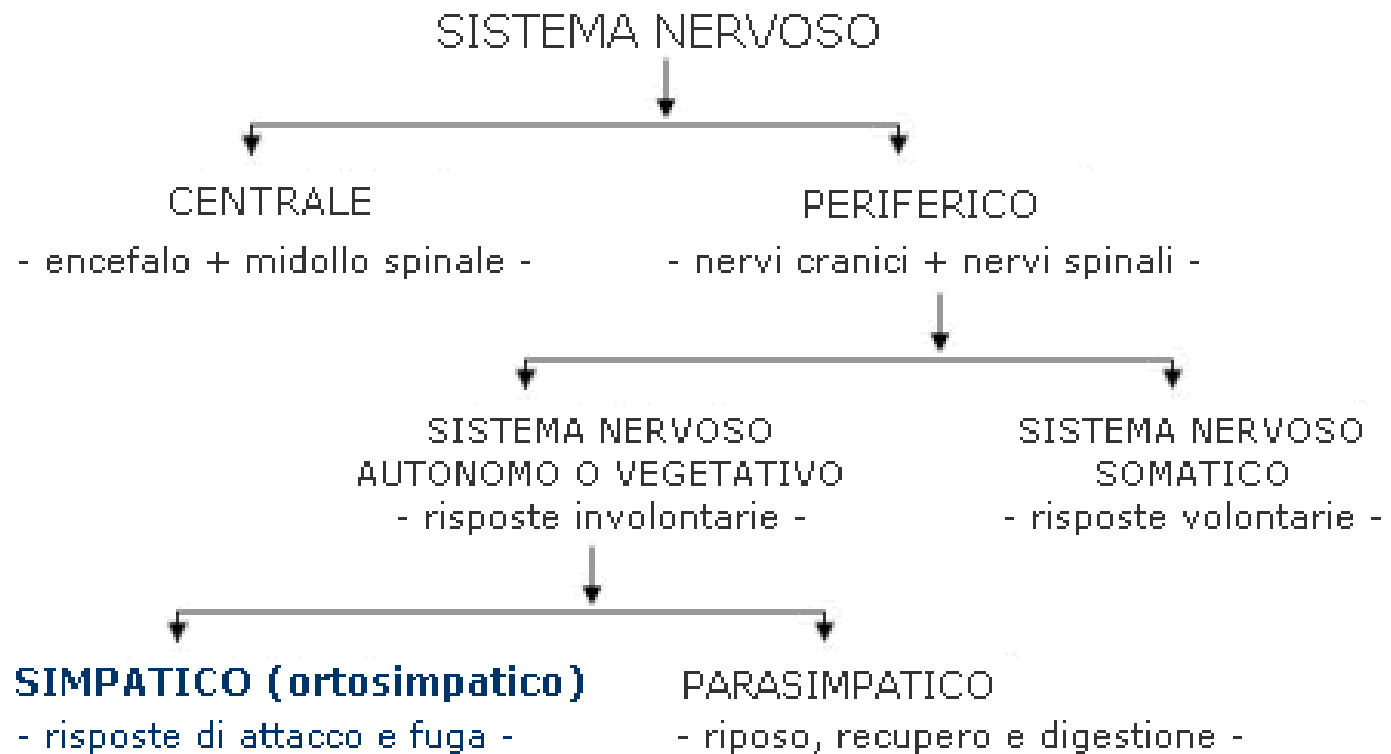 SISTEMA NERVOSO
CENTRALE
- encefalo + midollo spinale -
PERIFERICO
- nervi cranici + nervi spinali -
SISTEMA NERVOSO
AUTONOMO O VEGETATIVO
- risposte involontarie -
SISTEMA NERVOSO
SOMATICO
- risposte volontarie -
SIMPATICO (ortosimpatico)
- risposte di attacco e fuga -
PARASIMPATICO
- riposo, recupero e digestione -